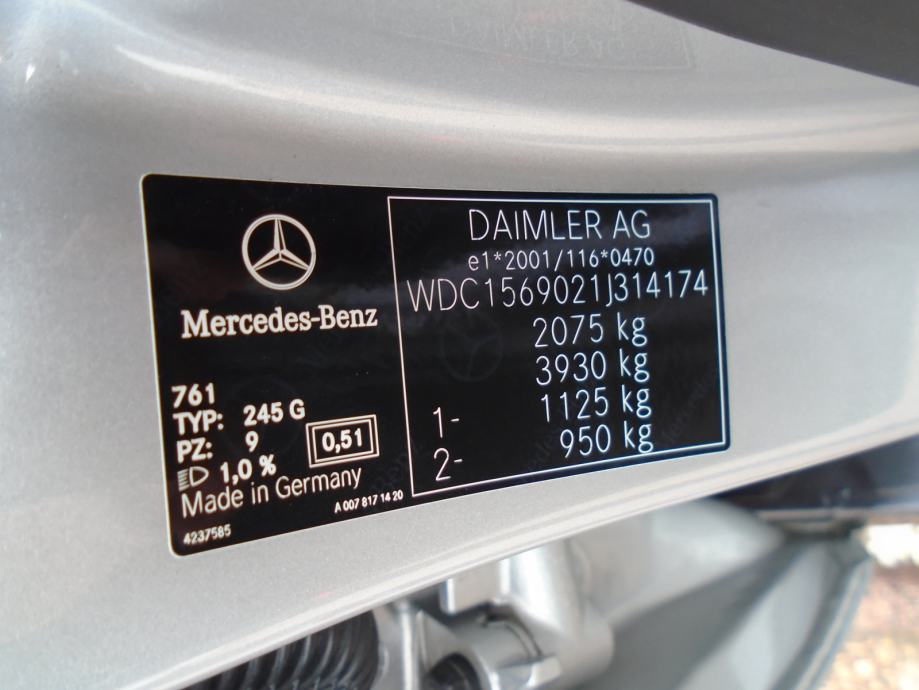 Mercedes-Benz
761
TYP: 245 G
PZ: 9
0,51
1,0 %
Made in Germany
A 007 817 14 20
4237585
DAIMLER AG
e1*2001/116*0470
WDC1569021J314174
2075 kg
3930 kg
1- 1125 kg
2- 950 kg